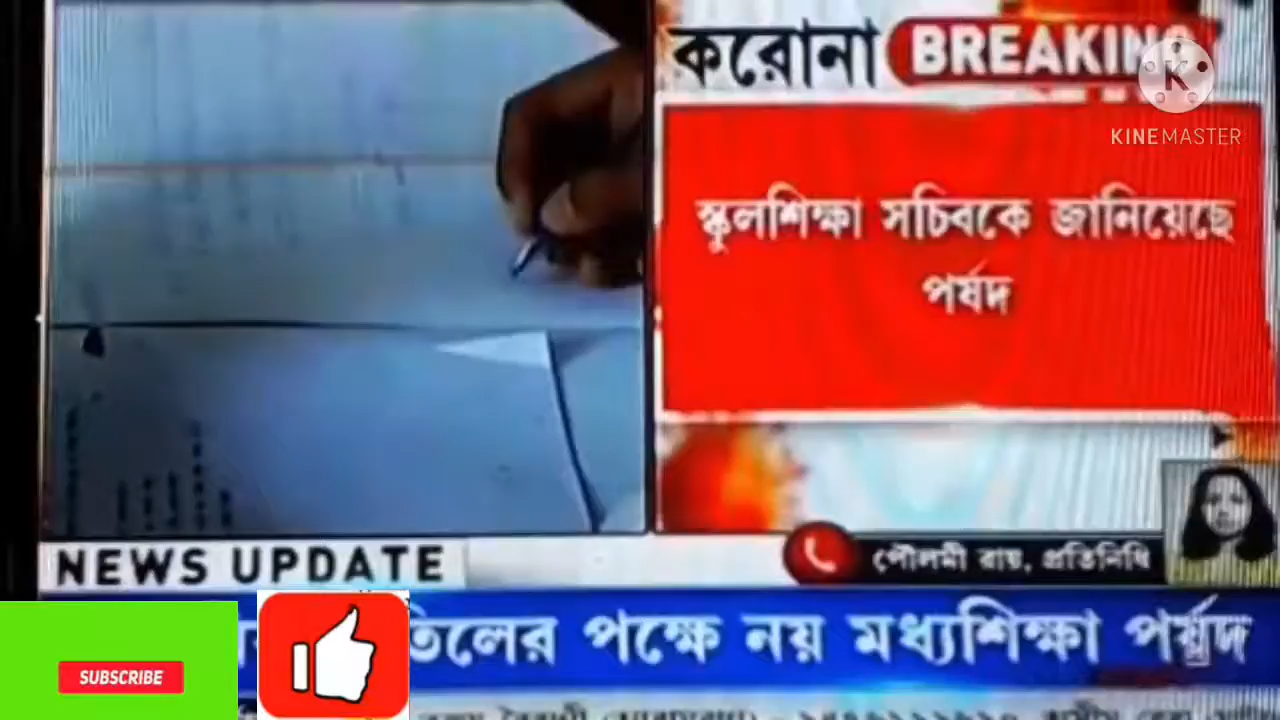 করোনা BREAKING
KINEMASTER
স্কুলশিক্ষা সচিবকে জানিয়েছে
পর্ষদ
NEWS UPDATE
পৌলমী রায়, প্রতিনিধি
পক্ষে নয় মধ্যশিক্ষা পর্ষদ
SUBSCRIBE